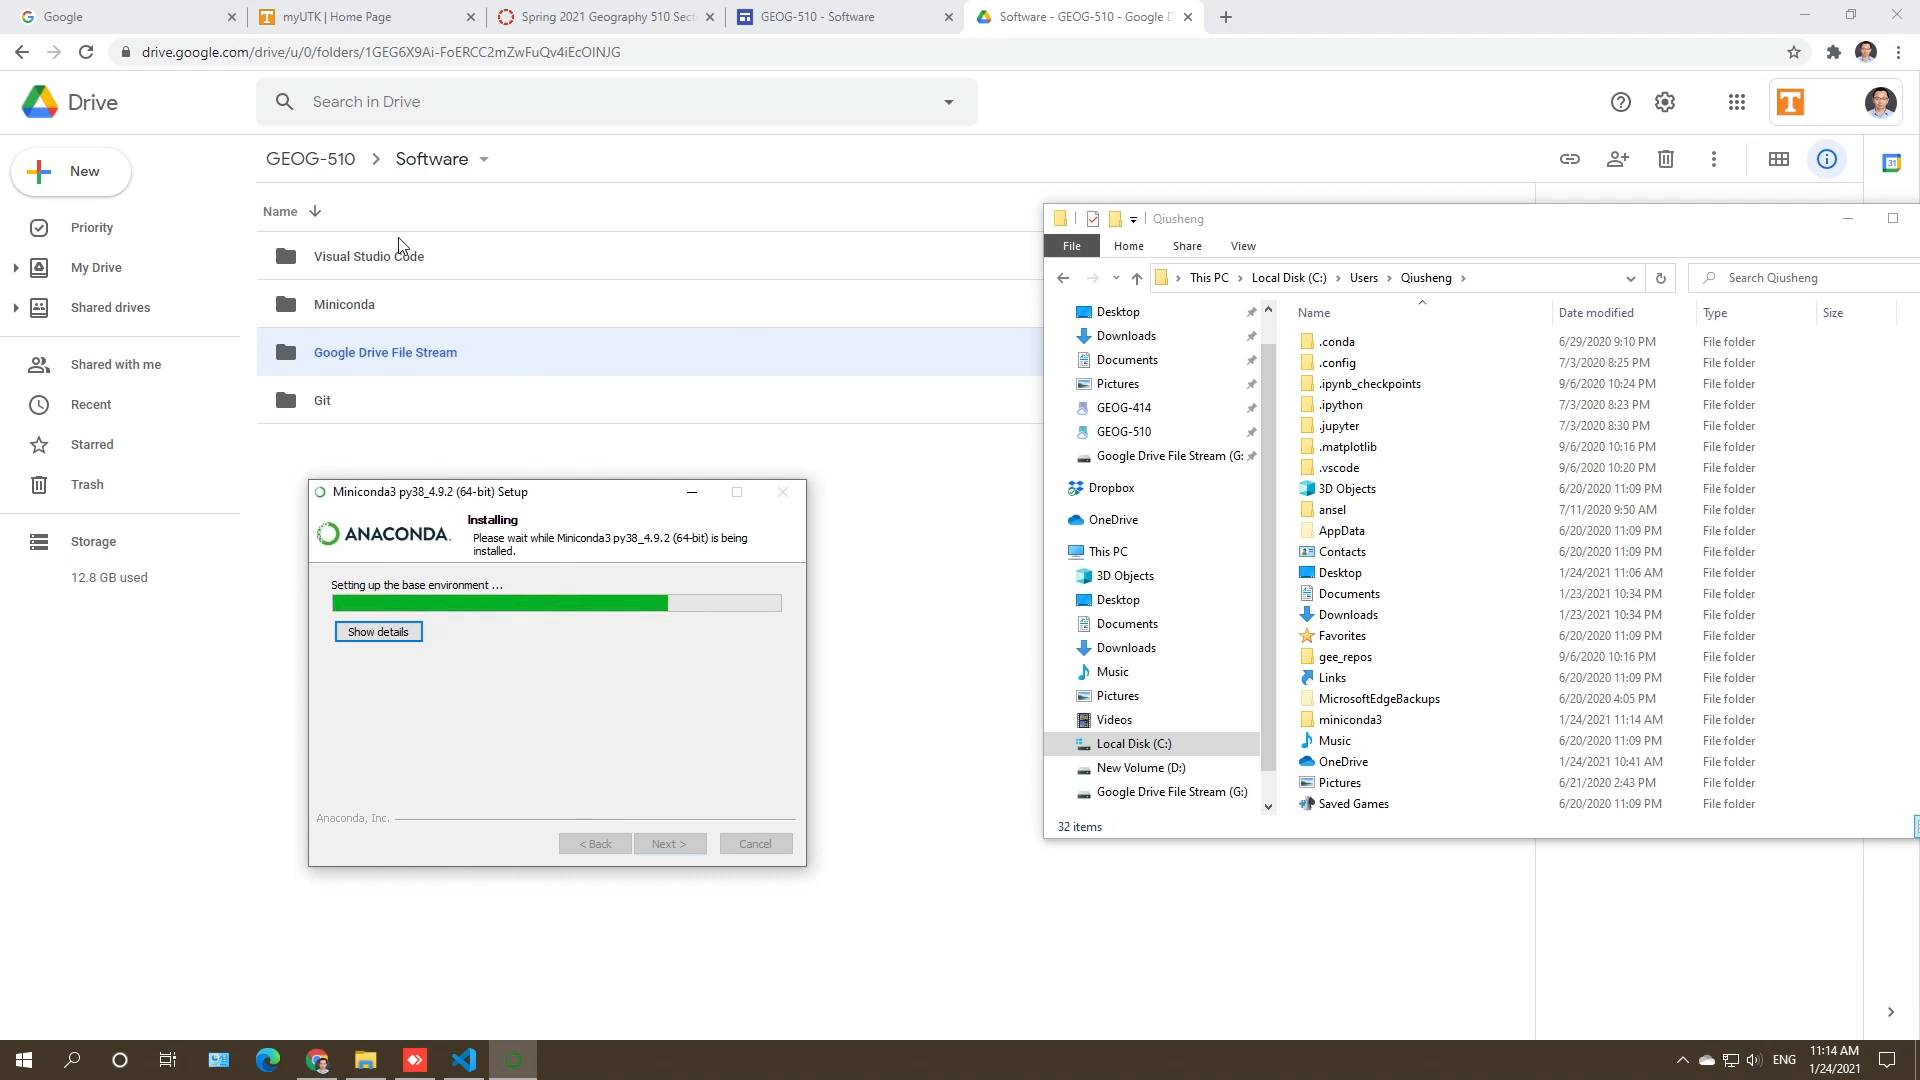 Google
myUTK | Home Page
Spring 2021 Geography 510 Sect
GEOG-510 - Software
Software - GEOG-510 - Google D
drive.google.com/drive/u/0/folders/1GEG6X9Ai-FoERCC2mZwFuQv4iEcOINJG
Drive
Search in Drive
T
New
Priority
My Drive
Shared drives
Shared with me
Recent
Starred
Trash
Storage
12.8 GB used
GEOG-510 > Software
31
Name
Visual Studio Code
Miniconda
Google Drive File Stream
Git
Miniconda3 py38_4.9.2 (64-bit) Setup
ANACONDA.
Installing
Please wait while Miniconda3 py38_4.9.2 (64-bit) is being
installed.
Setting up the base environment ...
Show details
Anaconda, Inc.
< Back
Next >
Cancel
Qiusheng
File
Home
Share
View
This PC > Local Disk (C:) > Users > Qiusheng >
Search Qiusheng
Desktop
Downloads
Documents
Pictures
GEOG-414
GEOG-510
Google Drive File Stream (G:
Dropbox
OneDrive
This PC
3D Objects
Desktop
Documents
Downloads
Music
Pictures
Videos
Local Disk (C:)
New Volume (D:)
Google Drive File Stream (G:)
Name Date modified Type Size
.conda 6/29/2020 9:10 PM File folder
.config 7/3/2020 8:25 PM File folder
.ipynb_checkpoints 9/6/2020 10:24 PM File folder
.ipython 7/3/2020 8:23 PM File folder
.jupyter 7/3/2020 8:30 PM File folder
.matplotlib 9/6/2020 10:16 PM File folder
.vscode 9/6/2020 10:20 PM File folder
3D Objects 6/20/2020 11:09 PM File folder
ansel 7/11/2020 9:50 AM File folder
AppData 6/20/2020 11:09 PM File folder
Contacts 6/20/2020 11:09 PM File folder
Desktop 1/24/2021 11:06 AM File folder
Documents 1/23/2021 10:34 PM File folder
Downloads 1/23/2021 10:34 PM File folder
Favorites 6/20/2020 11:09 PM File folder
gee_repos 9/6/2020 10:16 PM File folder
Links 6/20/2020 11:09 PM File folder
MicrosoftEdgeBackups 6/20/2020 4:05 PM File folder
miniconda3 1/24/2021 11:14 AM File folder
Music 6/20/2020 11:09 PM File folder
OneDrive 1/24/2021 10:41 AM File folder
Pictures 6/21/2020 2:43 PM File folder
Saved Games 6/20/2020 11:09 PM File folder
32 items
ENG
11:14 AM
1/24/2021